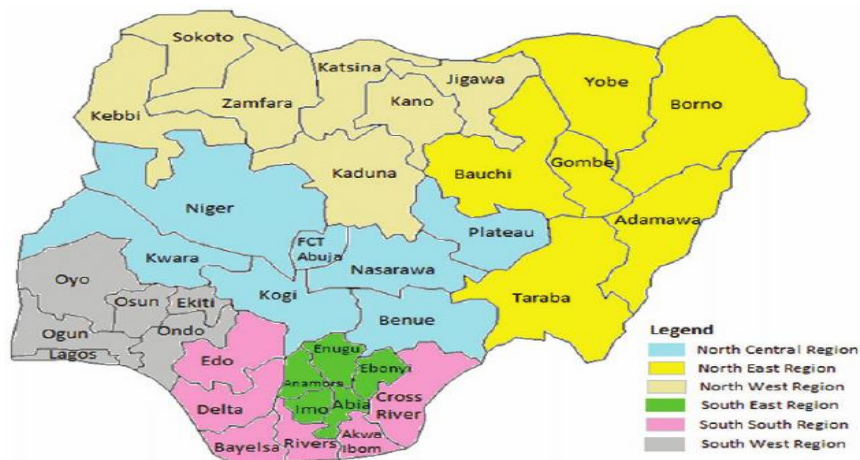 Sokoto
Katsina
Jigawa
Yobe
Borno
Kebbi
Zamfara
Kano
Kaduna
Bauchi
Gombe
Niger
Adamawa
FCT
Abuja
Plateau
Kwara
Nasarawa
Oyo
Kogi
Taraba
Osun
Ekiti
Benue
Ogun
Ondo
Lagos
Edo
Enugu
Ebonyi
Anambra
Delta
Imo
Abia
Cross
River
Bayelsa
Rivers
Akwa
Ibom
Legend
North Central Region
North East Region
North West Region
South East Region
South South Region
South West Region